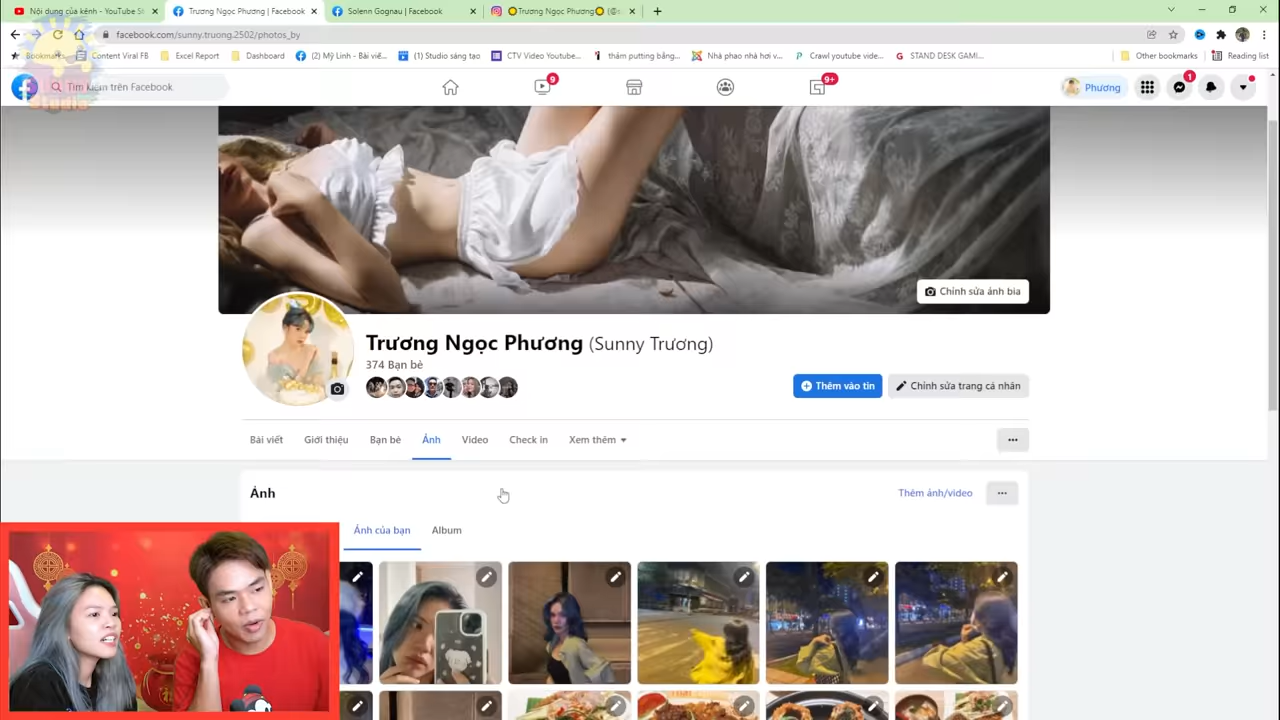 Nội dung của kênh - YouTube St
Trương Ngọc Phương | Facebook
Solenn Gognau | Facebook
Trương Ngọc Phương
facebook.com/sunny.truong.2502/photos_by
Bookmarks
Content Viral FB
Excel Report
Dashboard
(2) Mỹ Linh - Bài viế...
(1) Studio sáng tạo
CTV Video Youtube...
thảm putting bằng...
Nhà phao nhà hơi v...
Crawl youtube vide...
STAND DESK GAMI...
Other bookmarks
Reading list
Studio
Tìm kiếm trên Facebook
9
9+
Phương
1
Chỉnh sửa ảnh bìa
Trương Ngọc Phương (Sunny Trương)
374 Bạn bè
Thêm vào tin
Chỉnh sửa trang cá nhân
Bài viết
Giới thiệu
Bạn bè
Ảnh
Video
Check in
Xem thêm
Ảnh
Thêm ảnh/video
Ảnh của bạn
Album